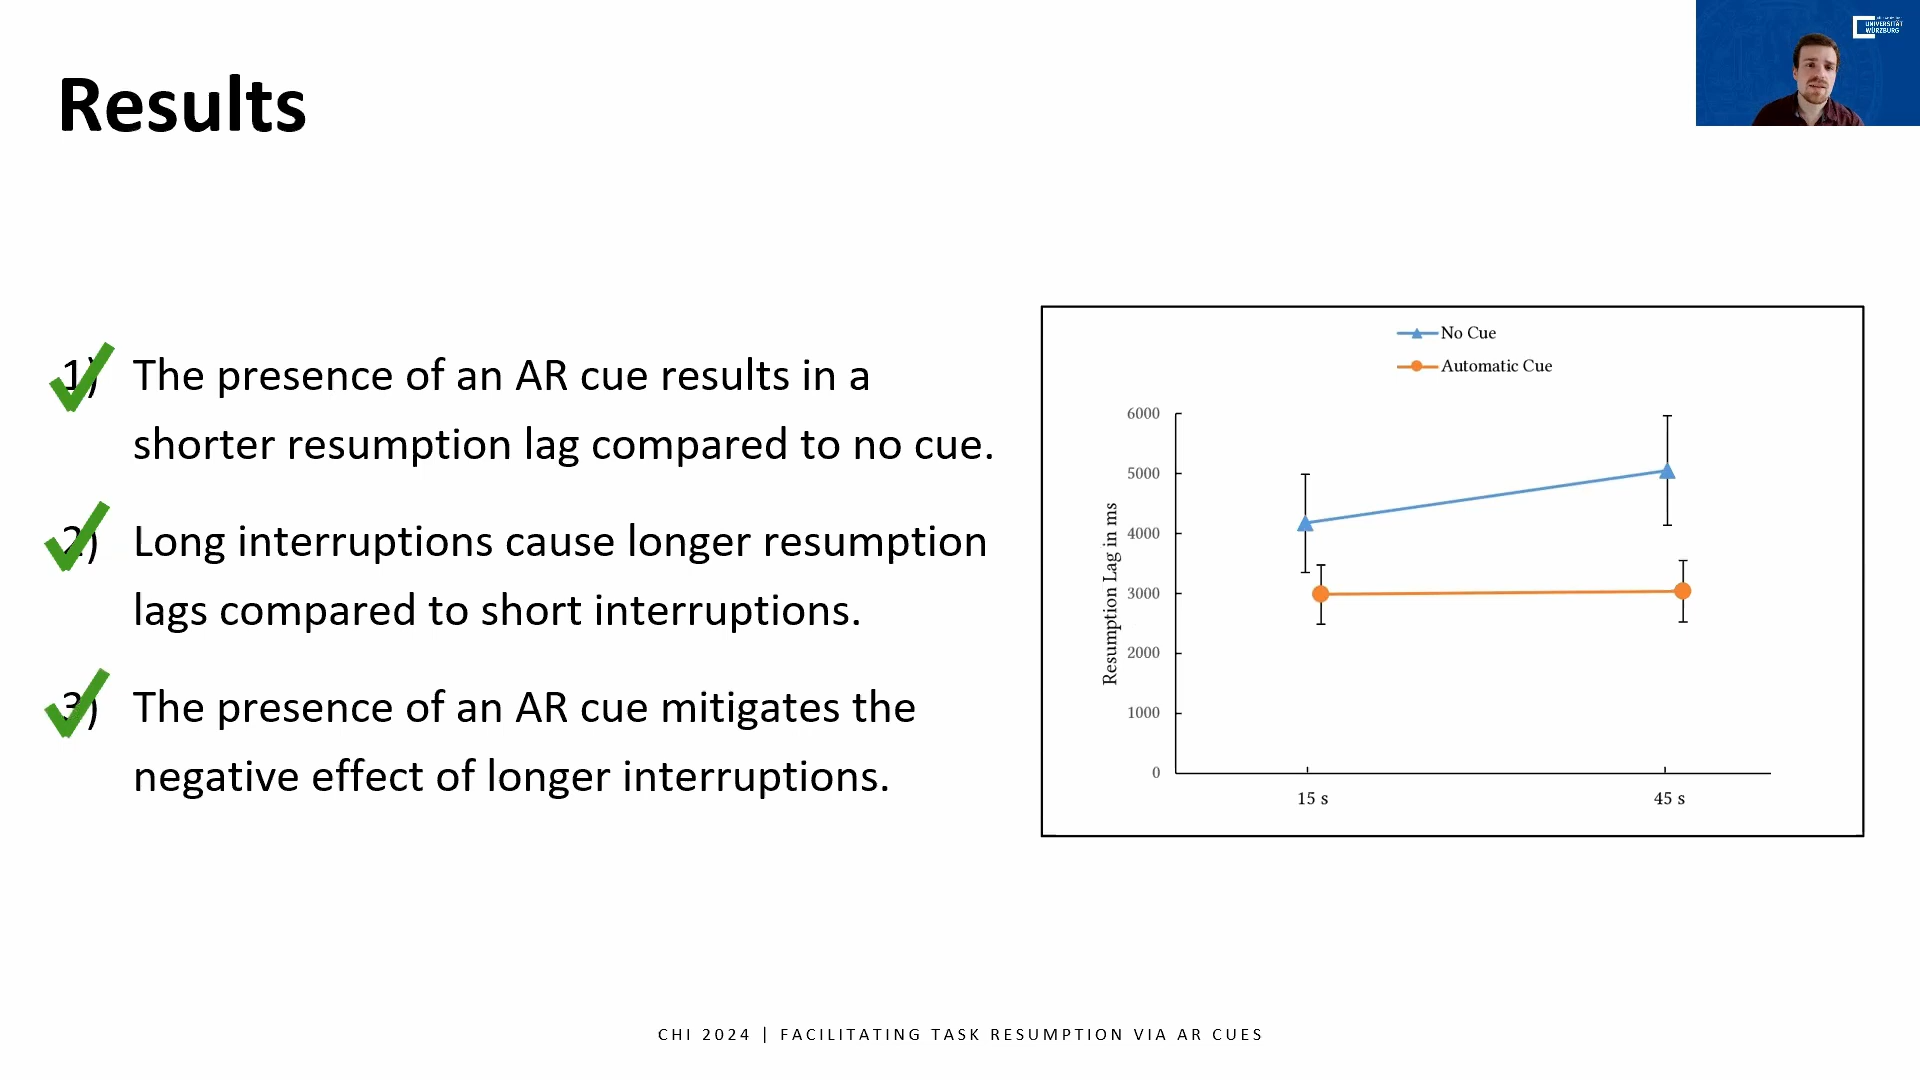 UNIVERSITÄT
WÜRZBURG
Results
1) The presence of an AR cue results in a
shorter resumption lag compared to no cue.
2) Long interruptions cause longer resumption
lags compared to short interruptions.
3) The presence of an AR cue mitigates the
negative effect of longer interruptions.
No Cue
Automatic Cue
Resumption Lag in ms
6000
5000
4000
3000
2000
1000
0
15 s
45 s
CHI 2024 | FACILITATING TASK RESUMPTION VIA AR CUES